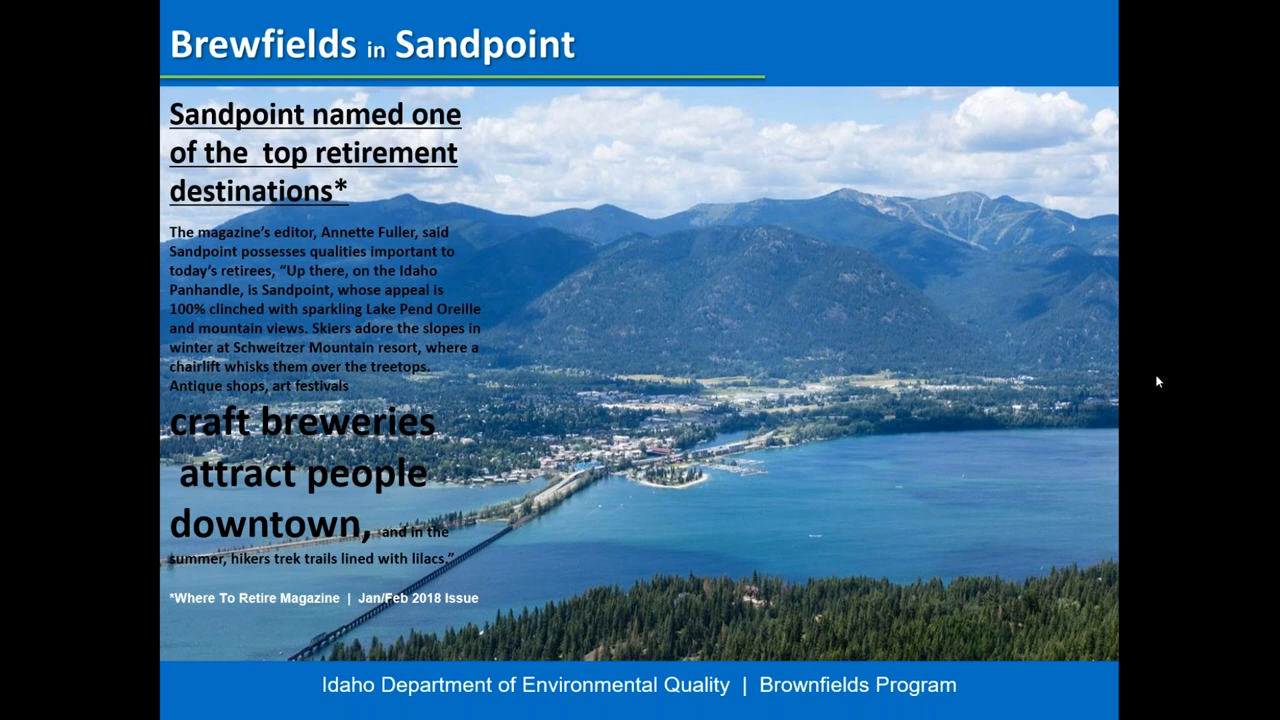 Brewfields in Sandpoint
Sandpoint named one
of the  top retirement
destinations*
The magazine’s editor, Annette Fuller, said
Sandpoint possesses qualities important to
today’s retirees, “Up there, on the Idaho
Panhandle, is Sandpoint, whose appeal is
100% clinched with sparkling Lake Pend Oreille
and mountain views. Skiers adore the slopes in
winter at Schweitzer Mountain resort, where a
chairlift whisks them over the treetops.
Antique shops, art festivals
craft breweries
attract people
downtown, and in the
summer, hikers trek trails lined with lilacs.”
*Where To Retire Magazine | Jan/Feb 2018 Issue
Idaho Department of Environmental Quality | Brownfields Program